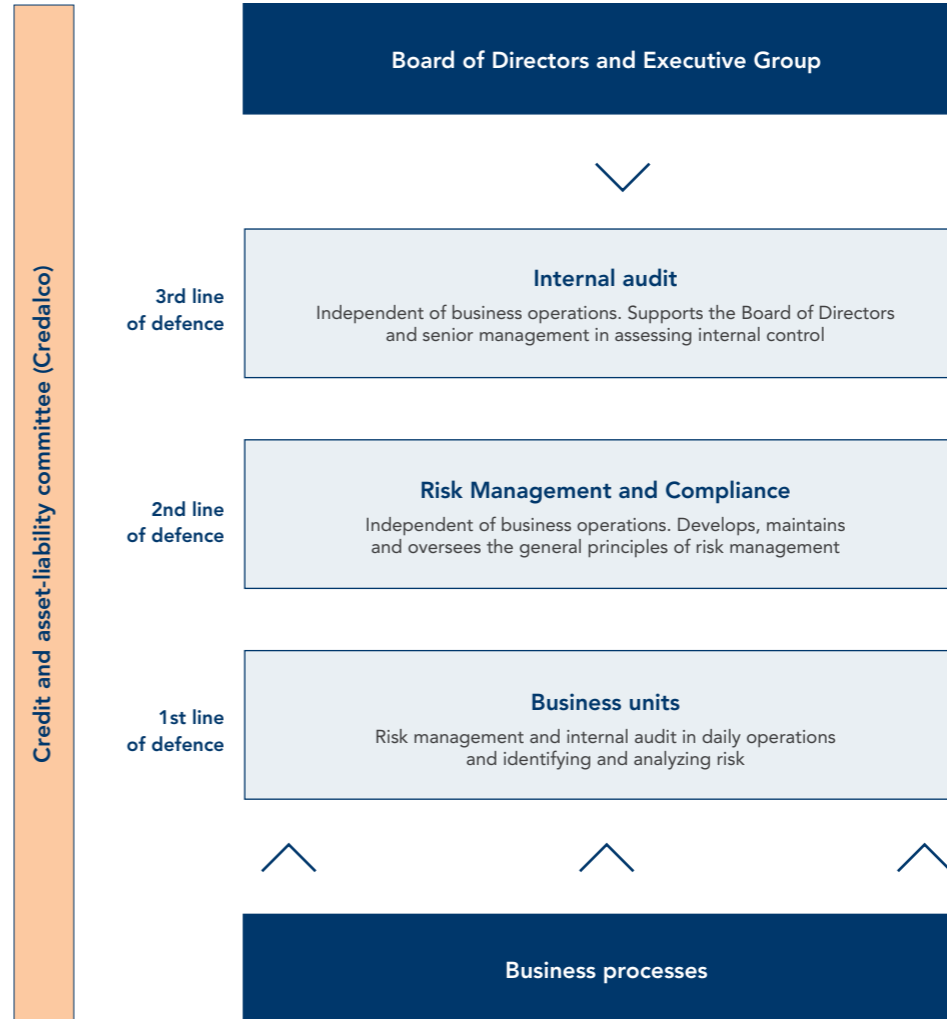 Credit and asset-liability committee (Credalco)
Board of Directors and Executive Group
3rd line
of defence
Internal audit
Independent of business operations. Supports the Board of Directors
and senior management in assessing internal control
2nd line
of defence
Risk Management and Compliance
Independent of business operations. Develops, maintains
and oversees the general principles of risk management
1st line
of defence
Business units
Risk management and internal audit in daily operations
and identifying and analyzing risk
Business processes